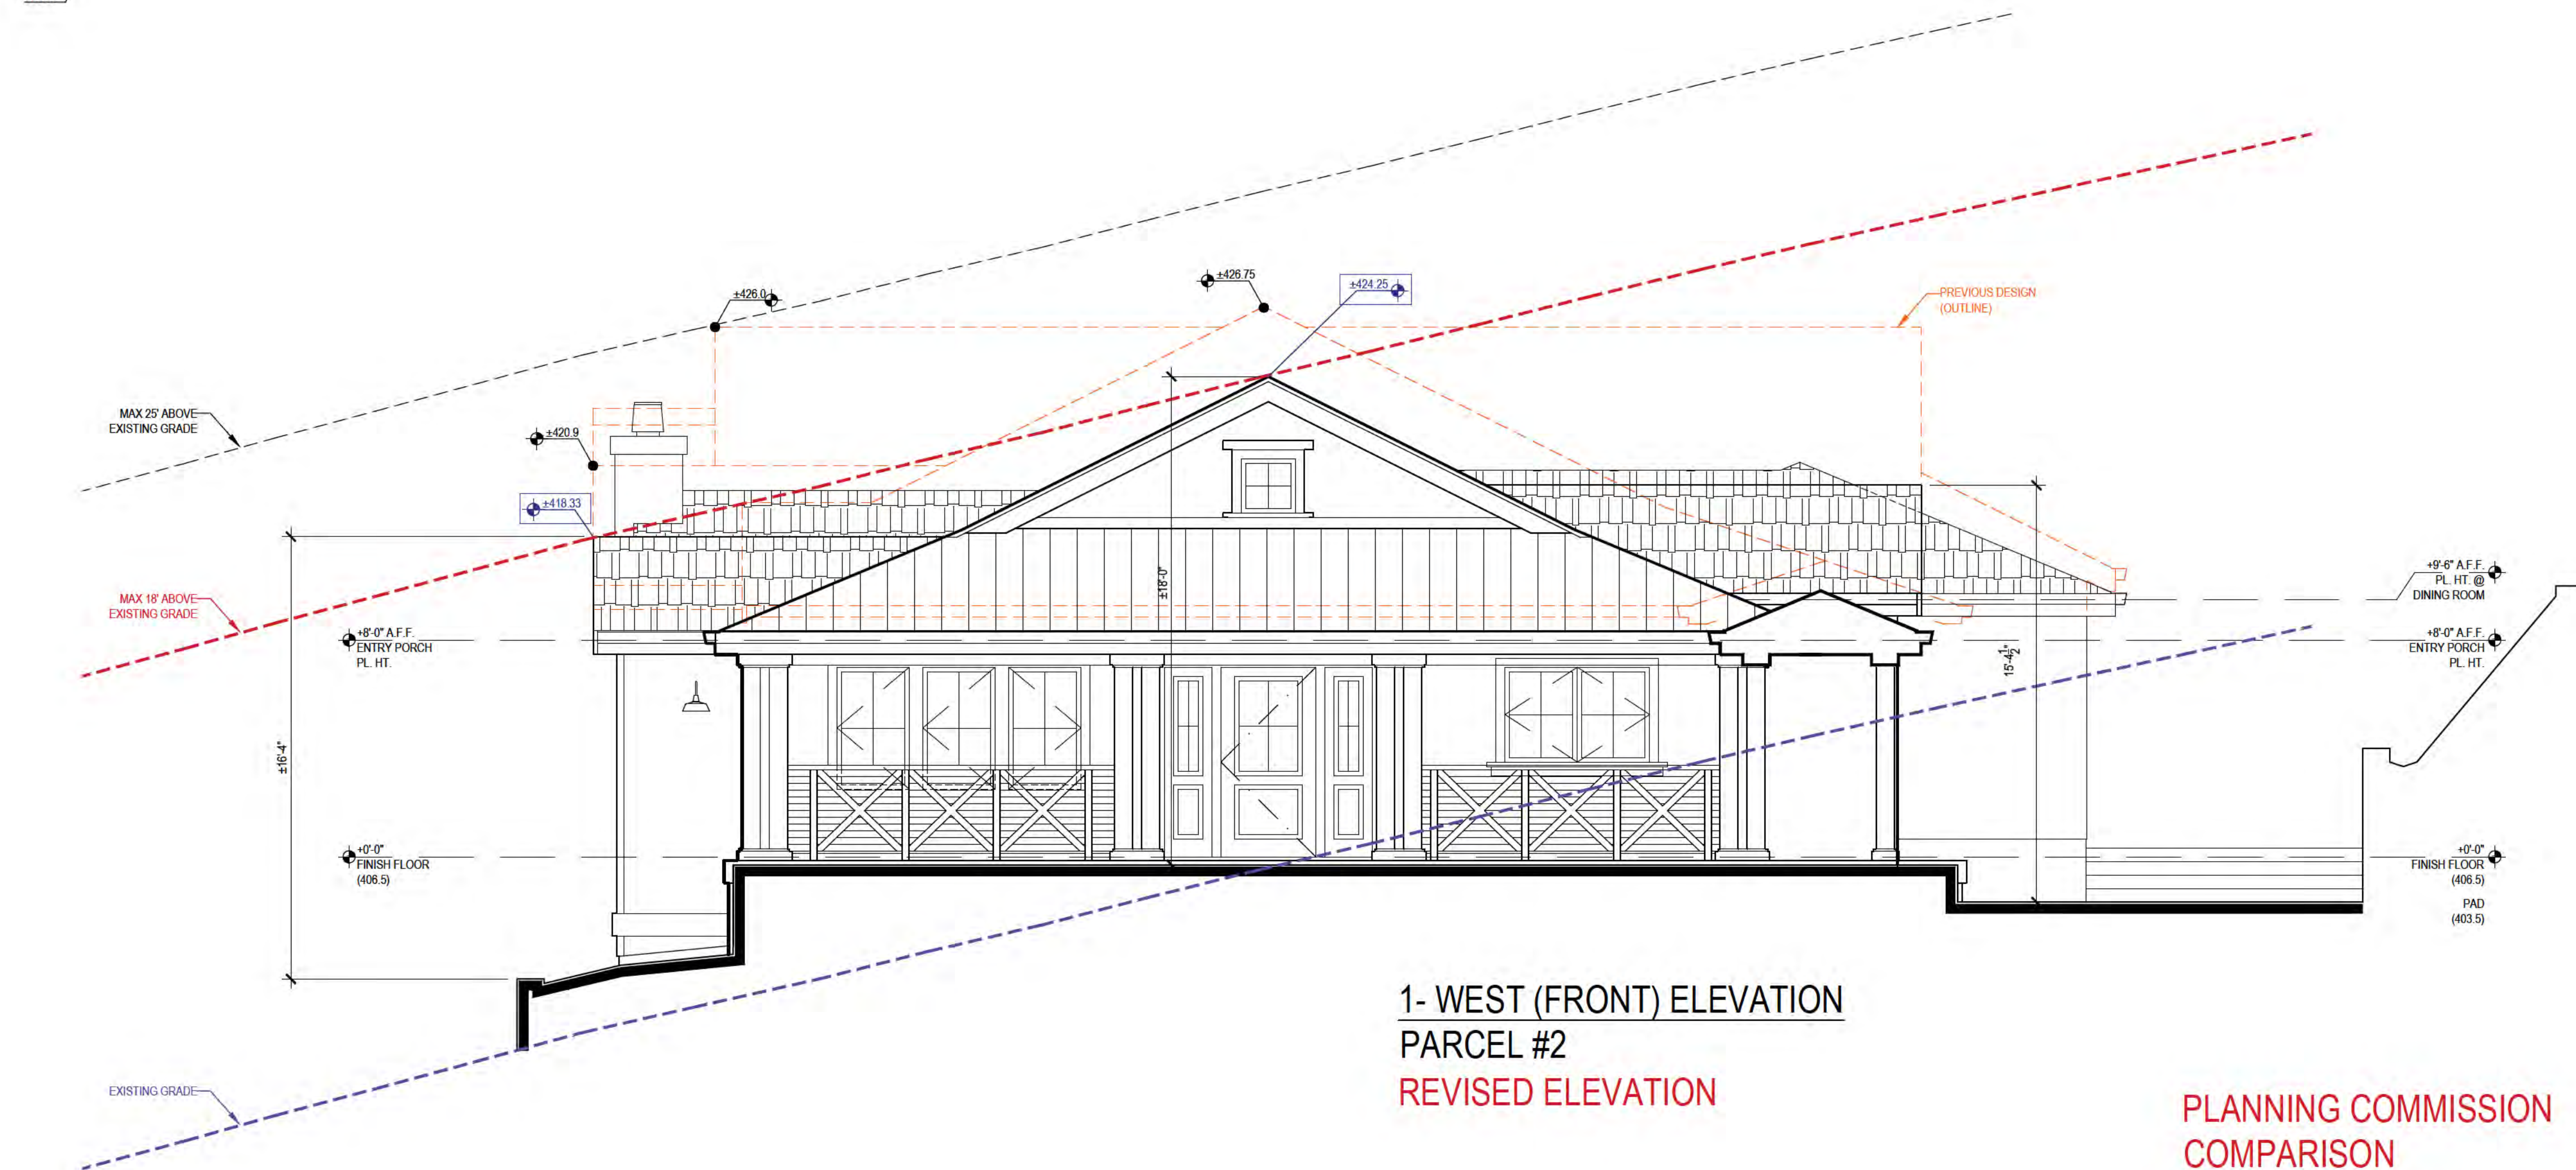 ±426.0
±426.75
±424.25
PREVIOUS DESIGN
(OUTLINE)
MAX 25' ABOVE
EXISTING GRADE
±420.9
±418.33
MAX 18' ABOVE
EXISTING GRADE
±18'-0"
+9'-6" A.F.F.
PL. HT. @
DINING ROOM
+8'-0" A.F.F.
ENTRY PORCH
PL. HT.
+8'-0" A.F.F.
ENTRY PORCH
PL. HT.
15'-4 1/2"
±16'-4"
+0'-0"
FINISH FLOOR
(406.5)
+0'-0"
FINISH FLOOR
(406.5)
PAD
(403.5)
EXISTING GRADE
1- WEST (FRONT) ELEVATION
PARCEL #2
REVISED ELEVATION
PLANNING COMMISSION
COMPARISON